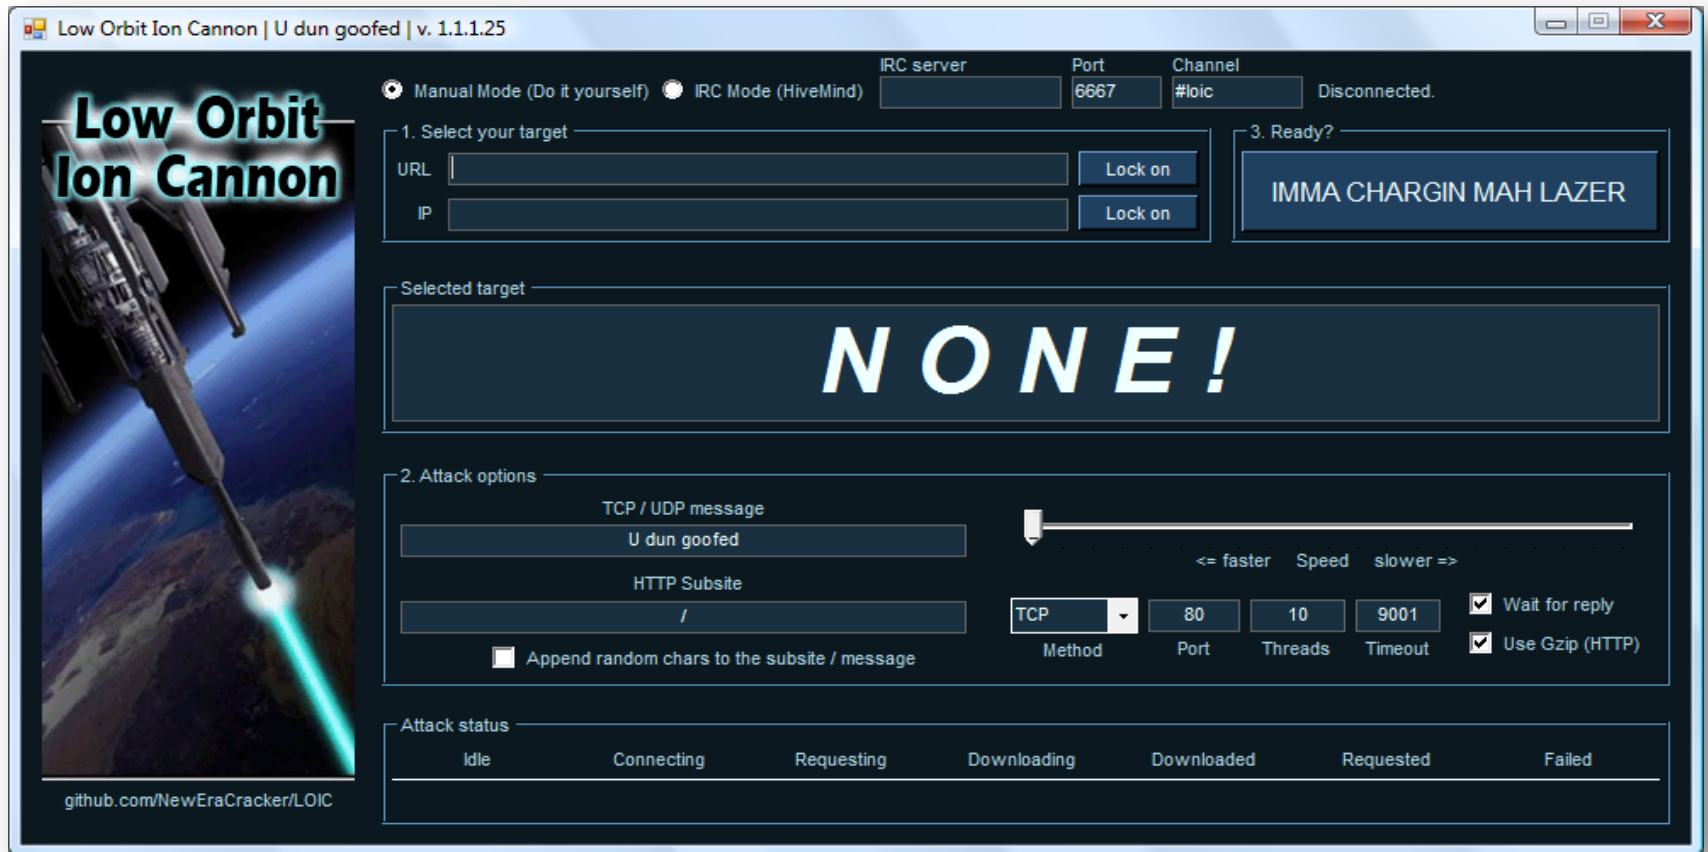 Low Orbit Ion Cannon | U dun goofed | v. 1.1.1.25
Low Orbit
Ion Cannon
github.com/NewEraCracker/LOIC
IRC server Port Channel
Manual Mode (Do it yourself) IRC Mode (HiveMind) 6667 #loic Disconnected.
1. Select your target
URL Lock on
IP Lock on
3. Ready?
IMMA CHARGIN MAH LAZER
Selected target
N O N E !
2. Attack options
TCP / UDP message
U dun goofed
HTTP Subsite
/
Append random chars to the subsite / message
<= faster Speed slower =>
TCP 80 10 9001 Wait for reply
Method Port Threads Timeout Use Gzip (HTTP)
Attack status
Idle Connecting Requesting Downloading Downloaded Requested Failed